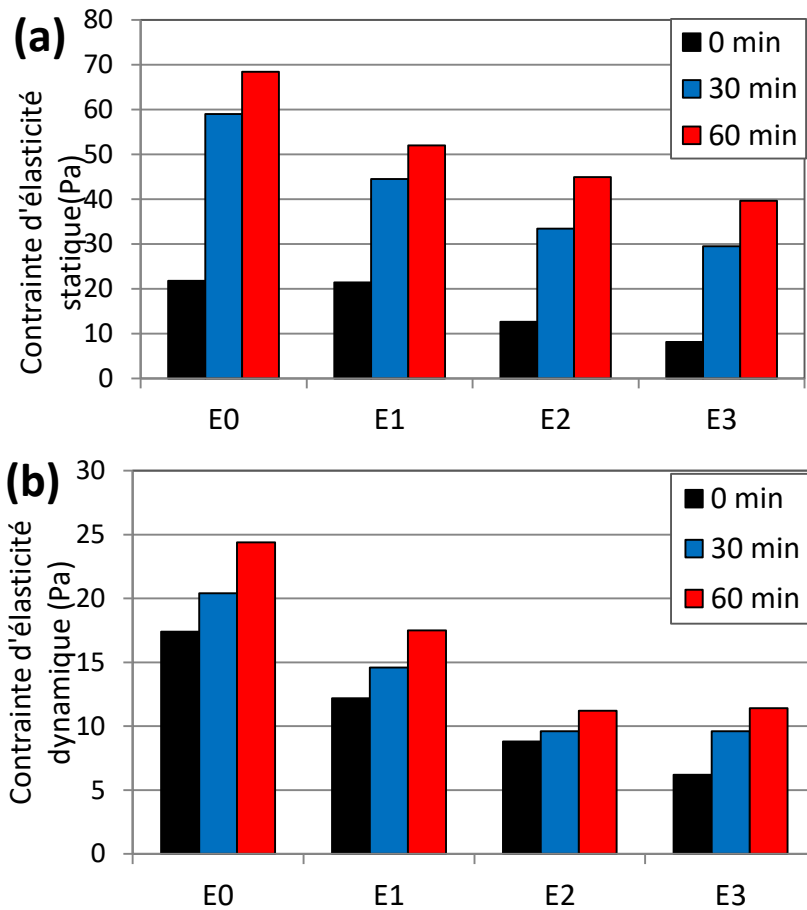 (a)
Contrainte d'élasticité
statique(Pa)
80
70
60
50
40
30
20
10
0
0 min
30 min
60 min
E0 E1 E2 E3
(b)
Contrainte d'élasticité
dynamique (Pa)
30
25
20
15
10
5
0
0 min
30 min
60 min
E0 E1 E2 E3